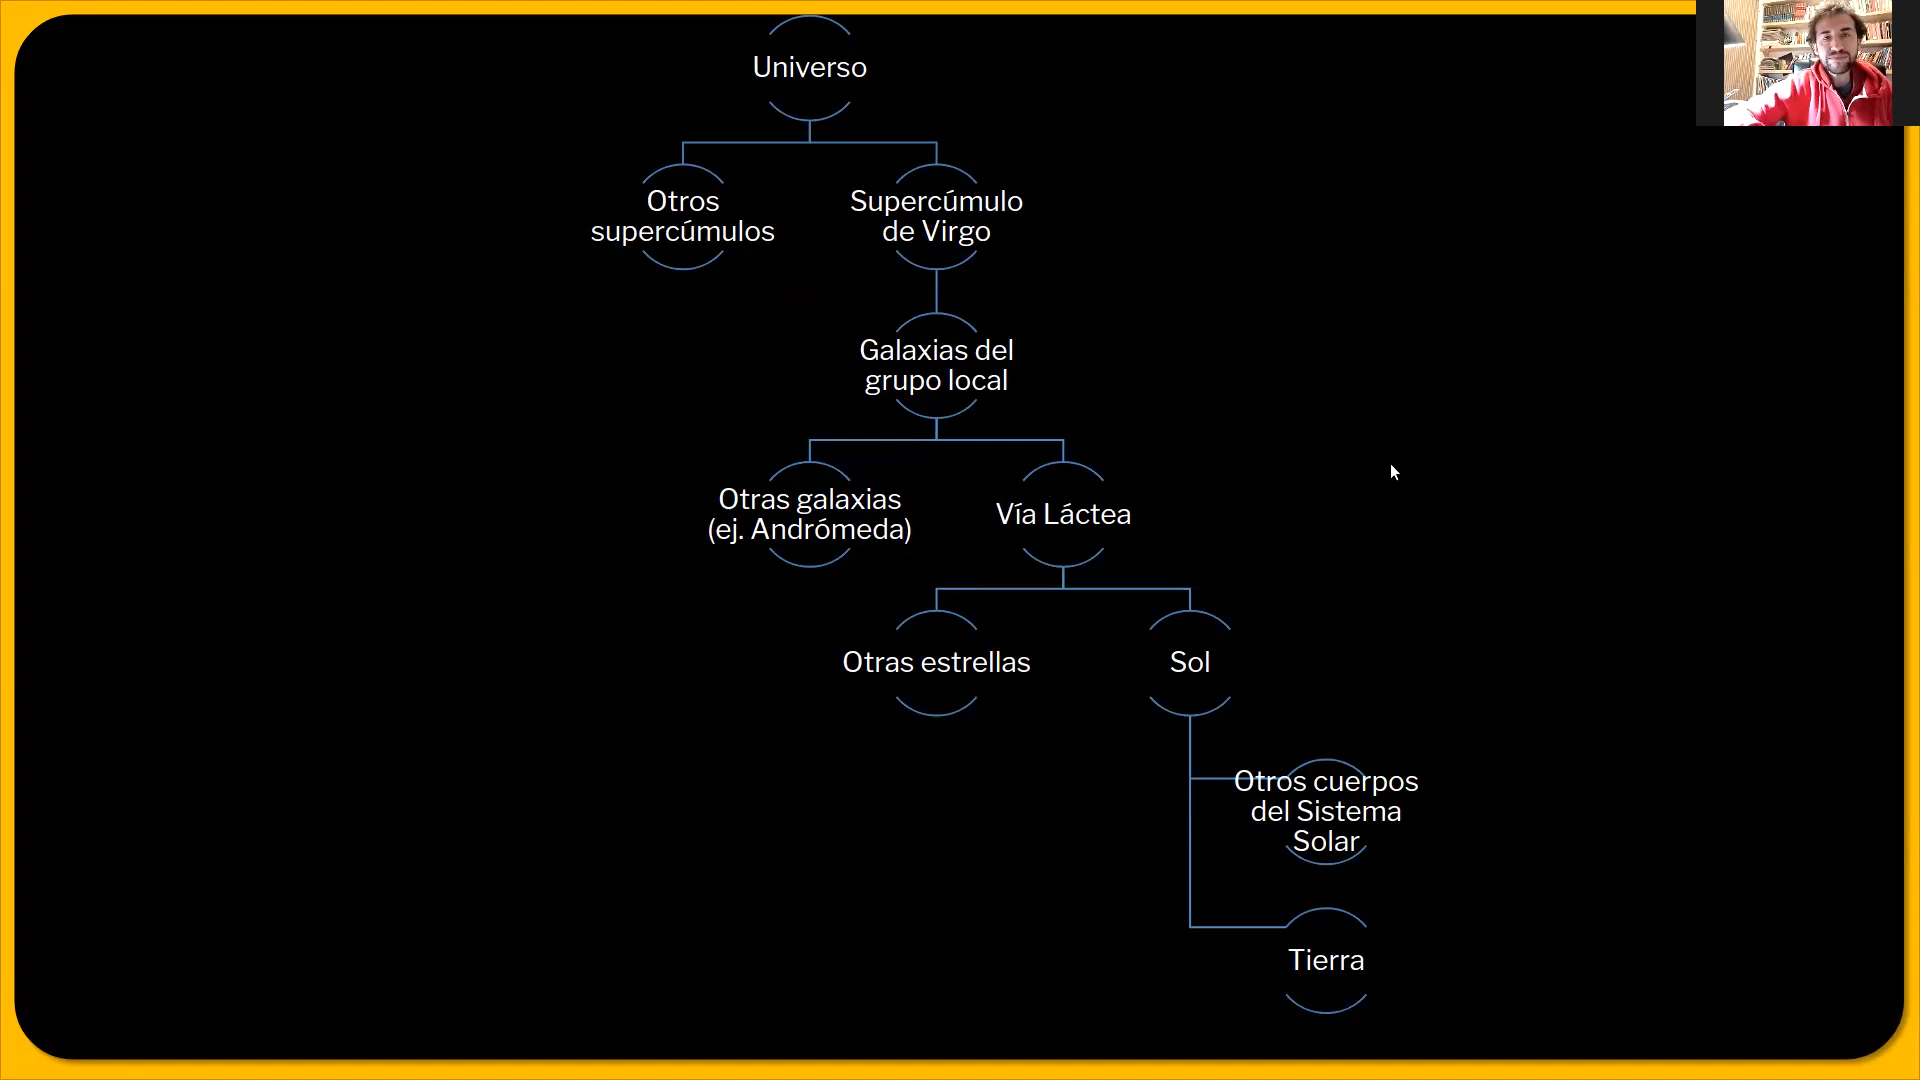 Universo
Otros
supercúmulos
Supercúmulo
de Virgo
Galaxias del
grupo local
Otras galaxias
(ej. Andrómeda)
Vía Láctea
Otras estrellas
Sol
Otros cuerpos
del Sistema
Solar
Tierra